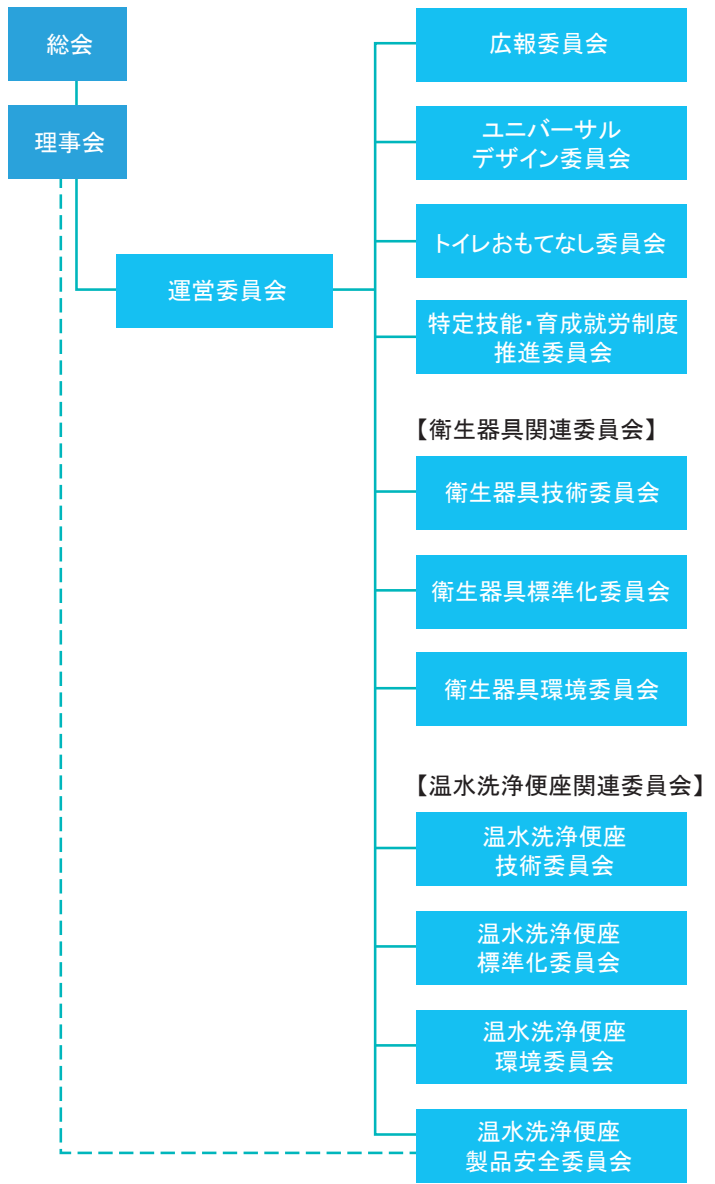 総会
理事会
運営委員会
広報委員会
ユニバーサル
デザイン委員会
トイレおもてなし委員会
特定技能・育成就労制度
推進委員会
【衛生器具関連委員会】
衛生器具技術委員会
衛生器具標準化委員会
衛生器具環境委員会
【温水洗浄便座関連委員会】
温水洗浄便座
技術委員会
温水洗浄便座
標準化委員会
温水洗浄便座
環境委員会
温水洗浄便座
製品安全委員会